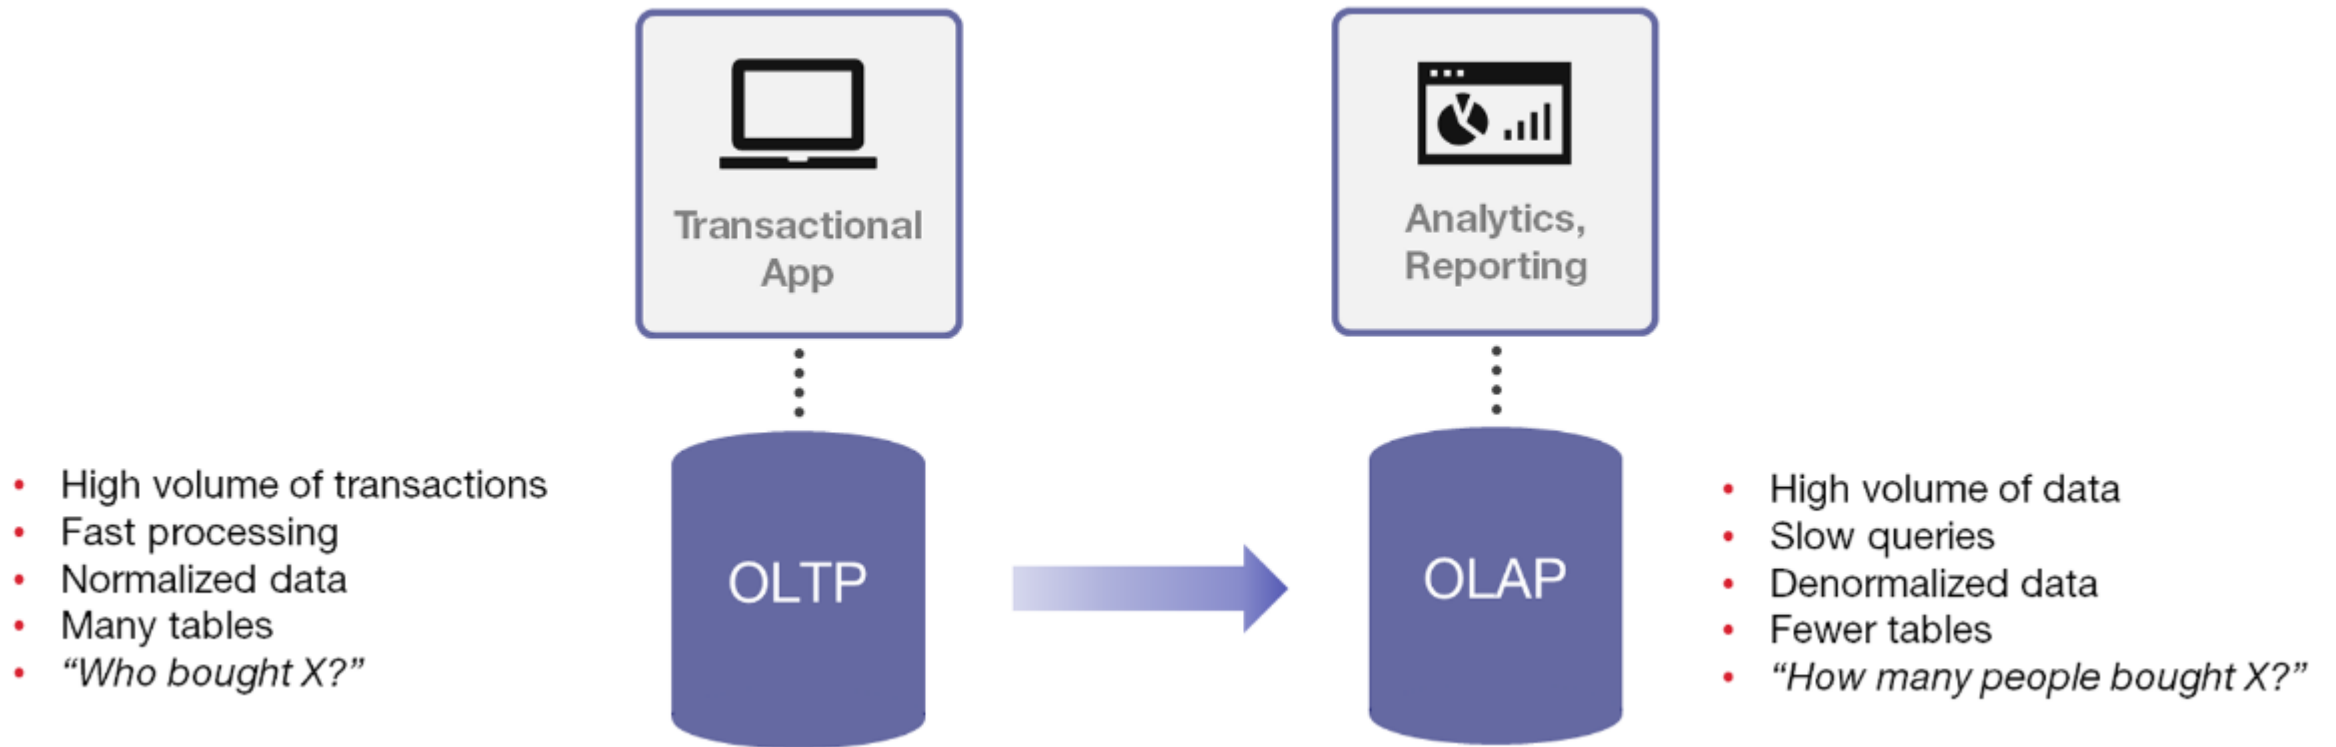 Transactional
App
Analytics,
Reporting
• High volume of transactions
• Fast processing
• Normalized data
• Many tables
• “Who bought X?”
OLTP
OLAP
• High volume of data
• Slow queries
• Denormalized data
• Fewer tables
• “How many people bought X?”